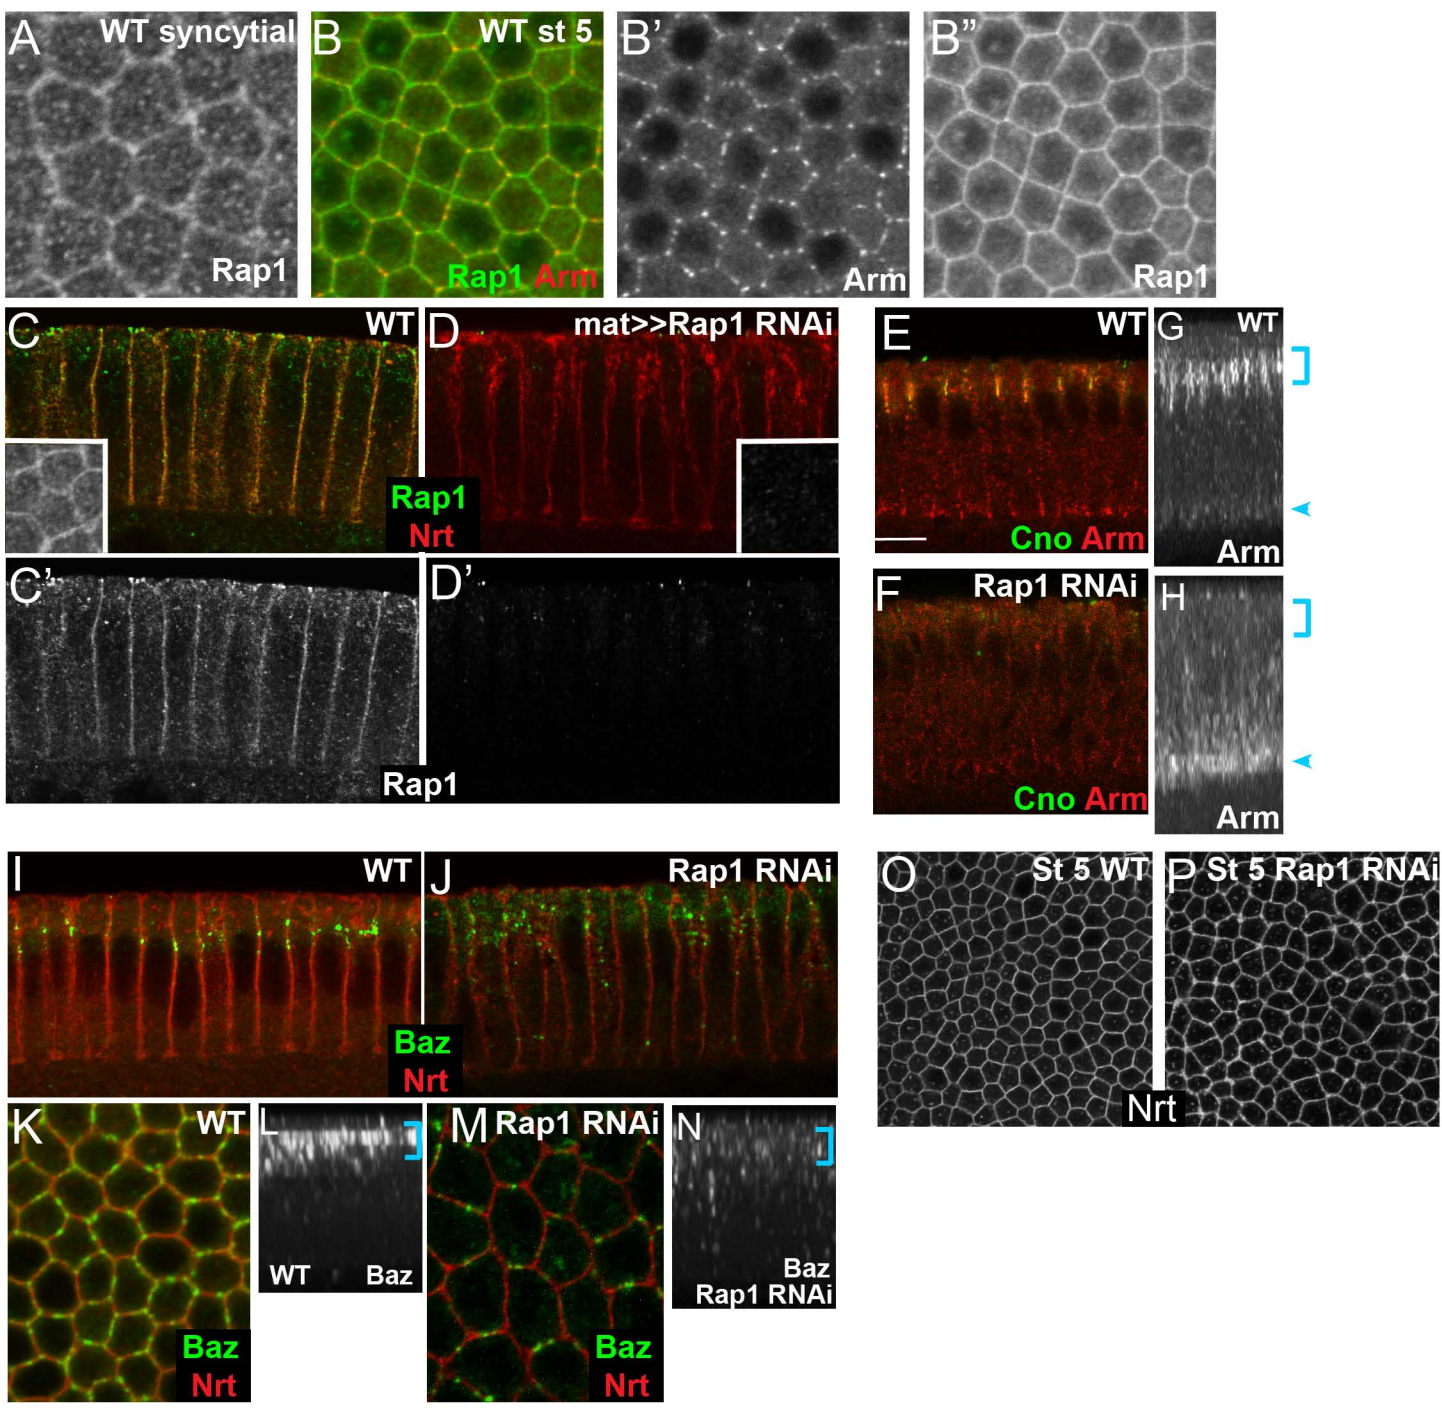 A WT syncytial
Rap1
B WT st 5
Rap1 Arm
B’
Arm
B”
Rap1
C WT
D mat>>Rap1 RNAi
Rap1
Nrt
C’
D’
Rap1
E WT
Cno Arm
G WT
Arm
F Rap1 RNAi
Cno Arm
H
Arm
I WT
J Rap1 RNAi
Baz
Nrt
K WT
Baz
Nrt
L
WT Baz
M Rap1 RNAi
Baz
Nrt
N
Baz
Rap1 RNAi
O St 5 WT
P St 5 Rap1 RNAi
Nrt